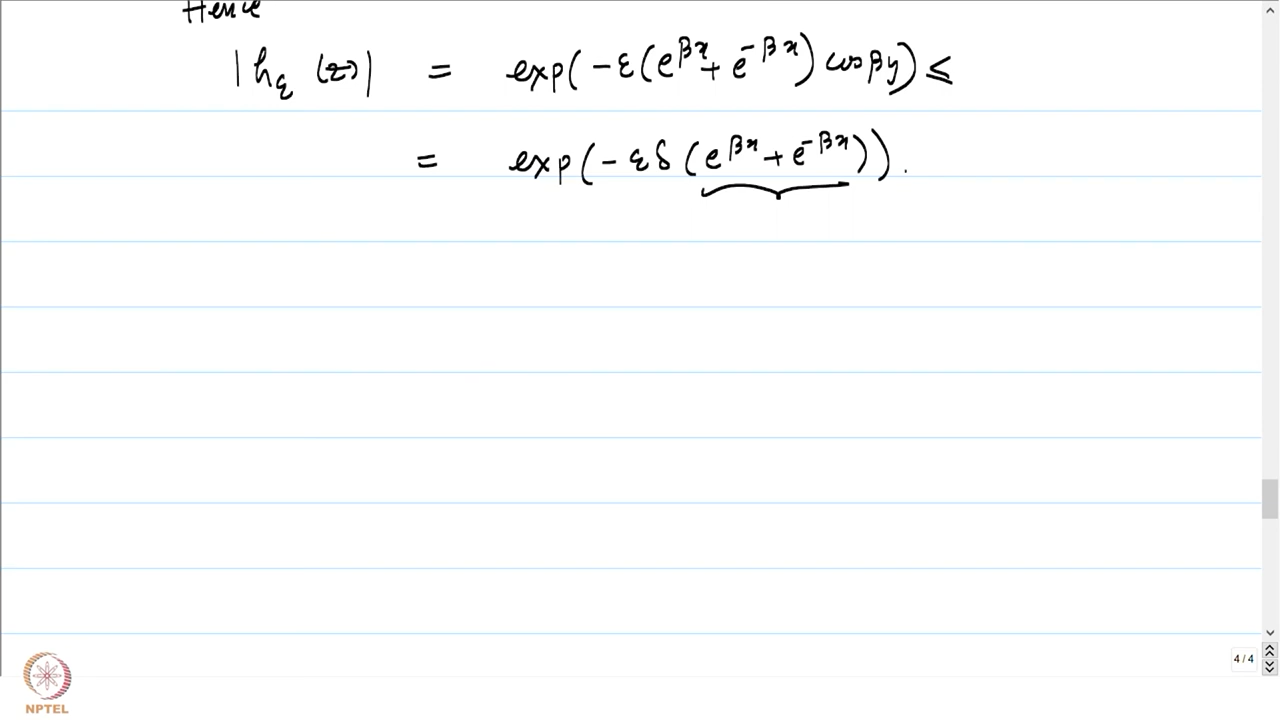 Hence
|h_ε(z)| = exp(-ε(e^{βx} + e^{-βx}) cos βy) ≤
= exp(-εδ(e^{βx} + e^{-βx})).
4 / 4
NPTEL